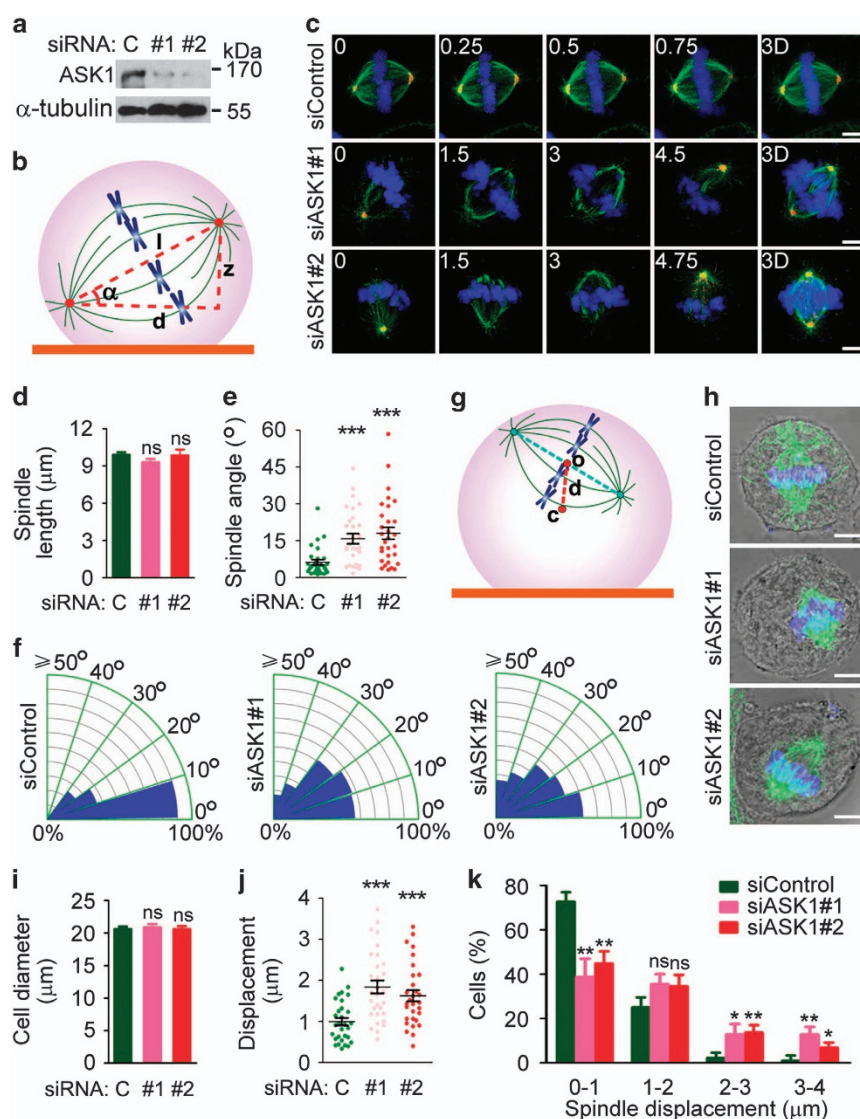 a
siRNA: C #1 #2 kDa
ASK1 170
α-tubulin 55
b
l
z
α
d
c
siControl
0 0.25 0.5 0.75 3D
siASK1#1
0 1.5 3 4.5 3D
siASK1#2
0 1.5 3 4.75 3D
d
Spindle
length (μm)
12
9
6
3
0
ns ns
siRNA: C #1 #2
e
Spindle angle (°)
60
45
30
15
0
*** ***
siRNA: C #1 #2
g
o
d
c
h
siControl
siASK1#1
siASK1#2
f
siControl
⩾50° 40° 30° 20° 10° 0°
0% 100%
siASK1#1
⩾50° 40° 30° 20° 10° 0°
0% 100%
siASK1#2
⩾50° 40° 30° 20° 10° 0°
0% 100%
i
Cell diameter
(μm)
25
20
15
10
5
0
ns ns
siRNA: C #1 #2
j
Displacement
(μm)
4
3
2
1
0
*** ***
siRNA: C #1 #2
k
Cells (%)
80
60
40
20
0
siControl
siASK1#1
siASK1#2
** ** ns ns * ** ** *
0-1 1-2 2-3 3-4
Spindle displacement (μm)